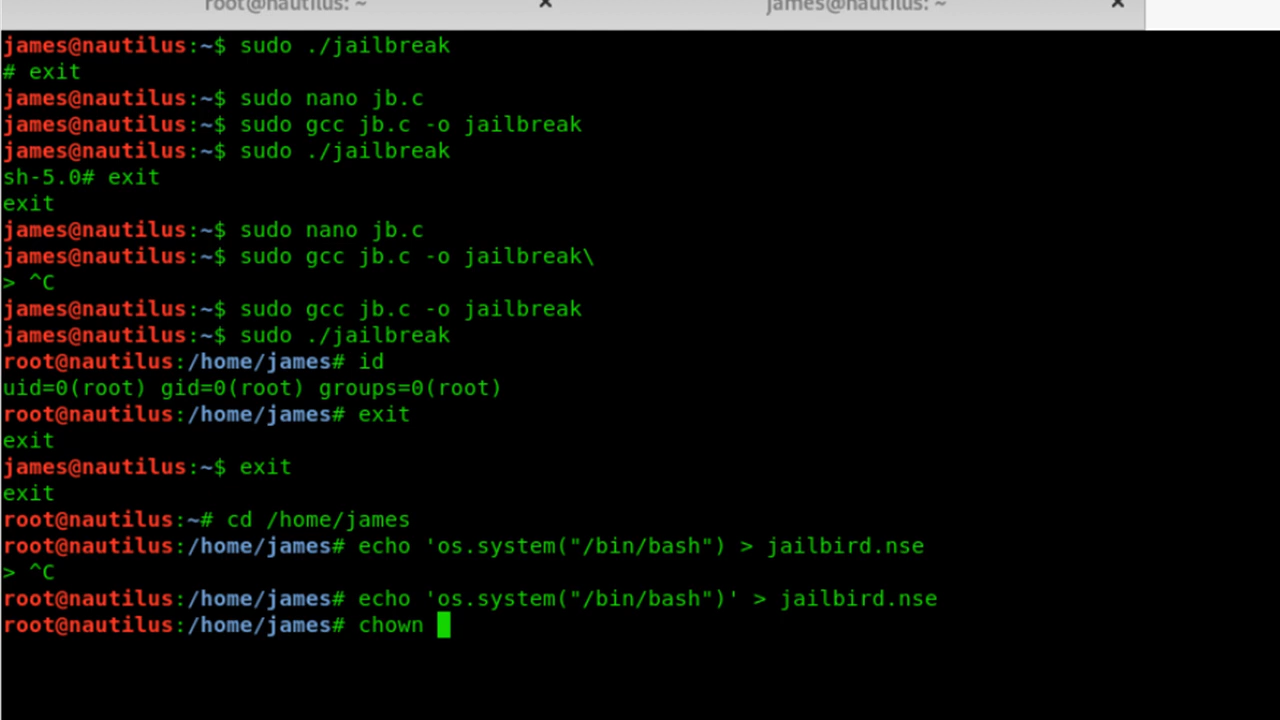 root@nautilus: ~ × james@nautilus: ~ ×
james@nautilus:~$ sudo ./jailbreak
# exit
james@nautilus:~$ sudo nano jb.c
james@nautilus:~$ sudo gcc jb.c -o jailbreak
james@nautilus:~$ sudo ./jailbreak
sh-5.0# exit
exit
james@nautilus:~$ sudo nano jb.c
james@nautilus:~$ sudo gcc jb.c -o jailbreak\
> ^C
james@nautilus:~$ sudo gcc jb.c -o jailbreak
james@nautilus:~$ sudo ./jailbreak
root@nautilus:/home/james# id
uid=0(root) gid=0(root) groups=0(root)
root@nautilus:/home/james# exit
exit
james@nautilus:~$ exit
exit
root@nautilus:~# cd /home/james
root@nautilus:/home/james# echo 'os.system("/bin/bash") > jailbird.nse
> ^C
root@nautilus:/home/james# echo 'os.system("/bin/bash")' > jailbird.nse
root@nautilus:/home/james# chown